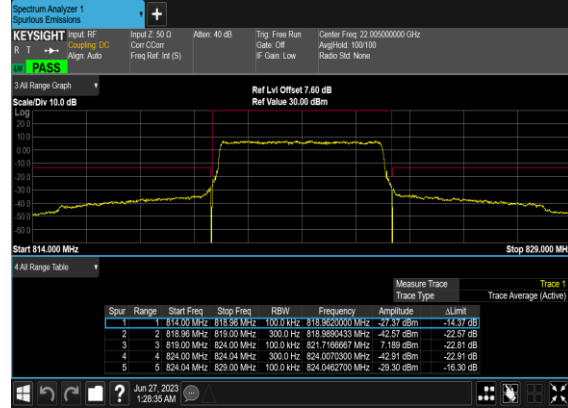 Spectrum Analyzer 1
Spurious Emissions
+
KEYSIGHT Input: RF Input Z: 50 Ω Atten: 40 dB Trig: Free Run Center Freq: 22.005000000 GHz
R T Coupling: DC Corr CCorr Gate: Off Avg|Hold: 100/100
Align: Auto Freq Ref: Int (S) IF Gain: Low Radio Std: None
PASS
3 All Range Graph
Ref Lvl Offset 7.60 dB
Scale/Div 10.0 dB Ref Value 30.00 dBm
Log
20.0
10.0
0.00
-10.0
-20.0
-30.0
-40.0
-50.0
-60.0
Start 814.000 MHz Stop 829.000 MH
4 All Range Table
Measure Trace Trace 1
Trace Type Trace Average (Active)
Spur Range Start Freq Stop Freq RBW Frequency Amplitude ΔLimit
1 1 814.00 MHz 818.96 MHz 100.0 kHz 818.9620000 MHz -27.37 dBm -14.37 dB
2 2 818.96 MHz 819.00 MHz 300.0 Hz 818.9890433 MHz -42.57 dBm -22.57 dB
3 3 819.00 MHz 824.00 MHz 100.0 kHz 821.7166667 MHz 7.189 dBm -22.81 dB
4 4 824.00 MHz 824.04 MHz 300.0 Hz 824.0070300 MHz -42.91 dBm -22.91 dB
5 5 824.04 MHz 829.00 MHz 100.0 kHz 824.0462700 MHz -29.30 dBm -16.30 dB
? Jun 27, 2023
1:28:35 AM